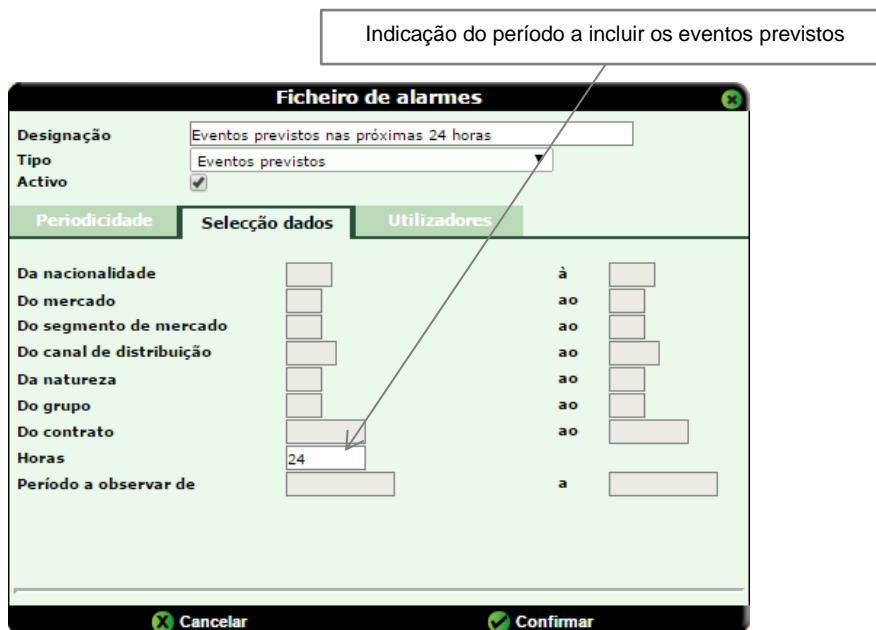 Indicação do período a incluir os eventos previstos
Ficheiro de alarmes
Designação Eventos previstos nas próximas 24 horas
Tipo Eventos previstos
Activo
Periodicidade Selecção dados Utilizadores
Da nacionalidade à
Do mercado ao
Do segmento de mercado ao
Do canal de distribuição ao
Da natureza ao
Do grupo ao
Do contrato ao
Horas 24
Período a observar de a
Cancelar Confirmar